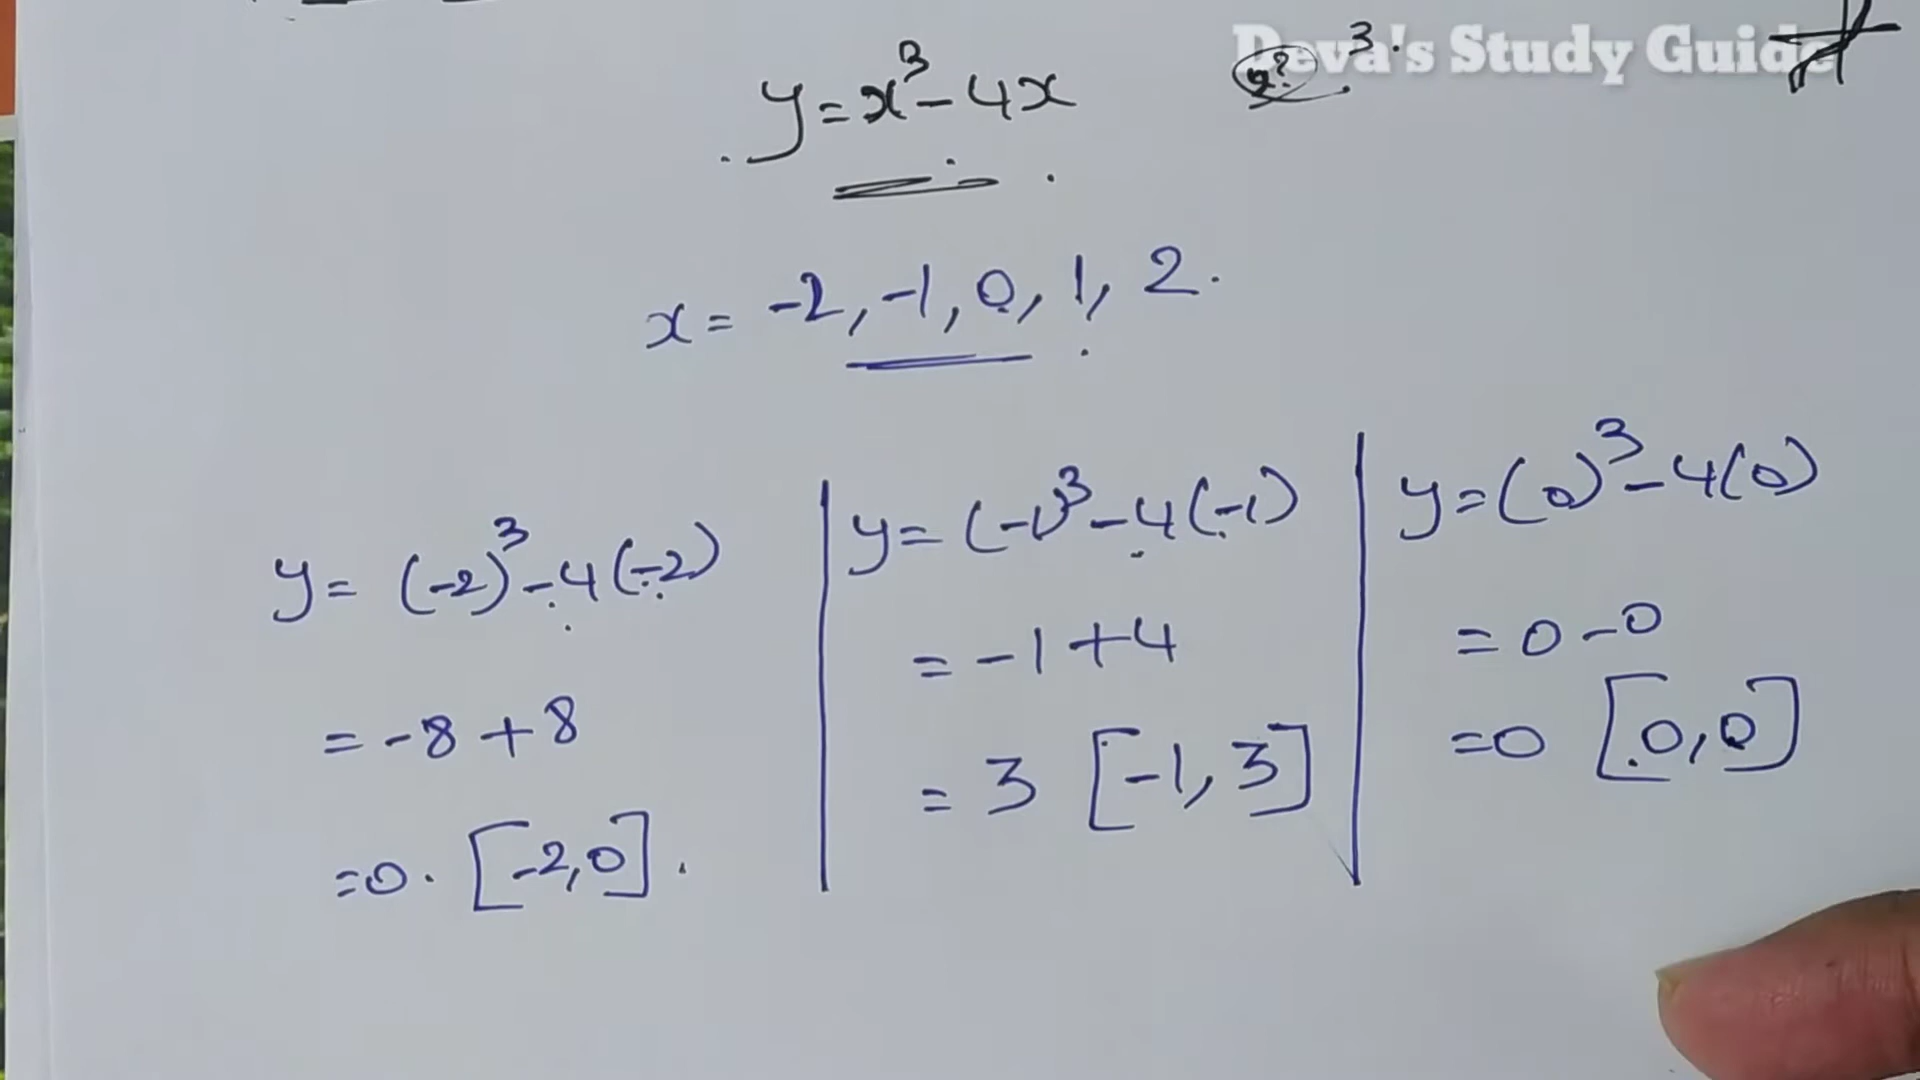 Deva's Study Guide
y = x³ - 4x
3.
x = -2, -1, 0, 1, 2.
y = (-2)³ - 4(-2)
= -8 + 8
= 0. [-2, 0].
y = (-1)³ - 4(-1)
= -1 + 4
= 3 [-1, 3]
y = (0)³ - 4(0)
= 0 - 0
= 0 [0, 0]